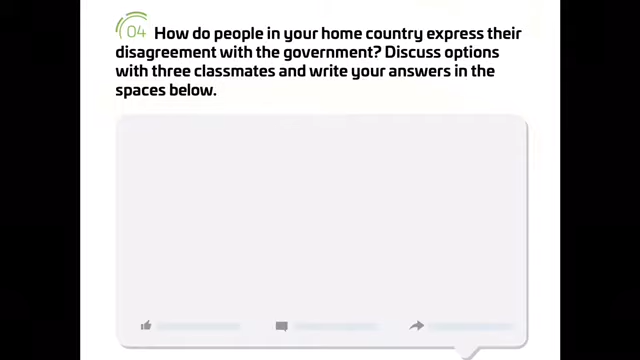 04 How do people in your home country express their
disagreement with the government? Discuss options
with three classmates and write your answers in the
spaces below.